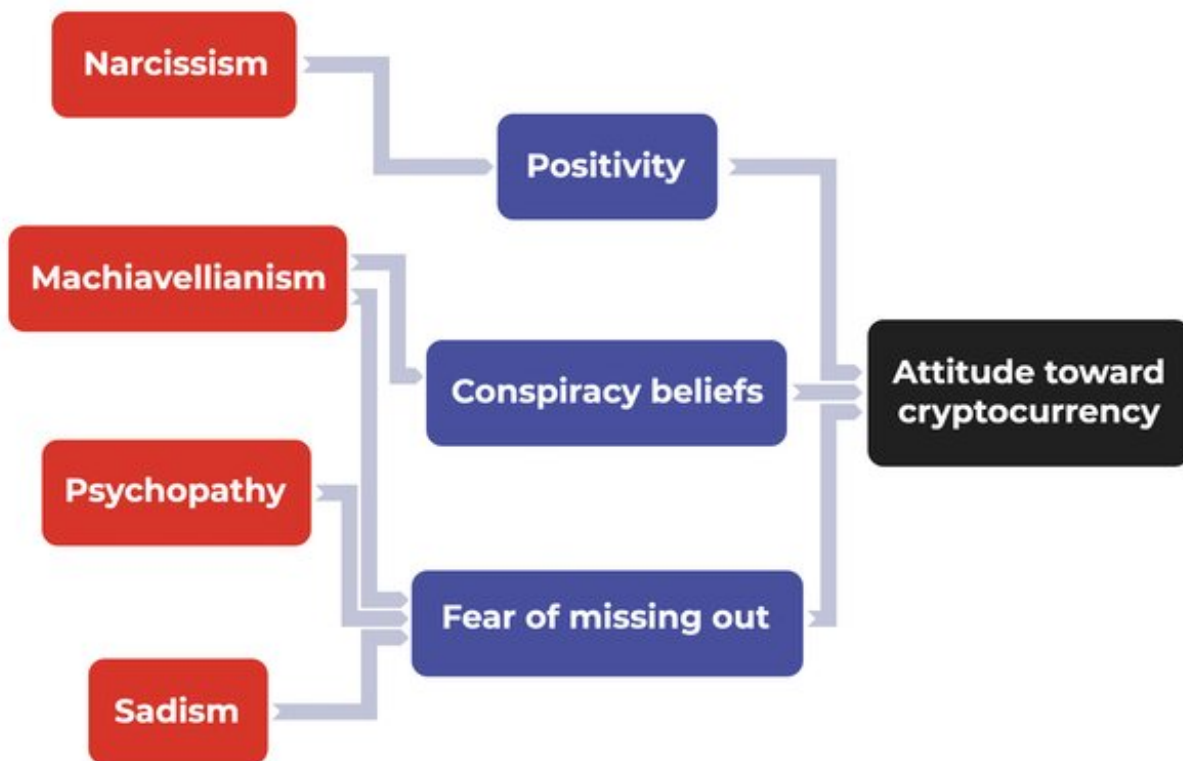 Narcissism
Positivity
Machiavellianism
Conspiracy beliefs
Attitude toward
cryptocurrency
Psychopathy
Fear of missing out
Sadism